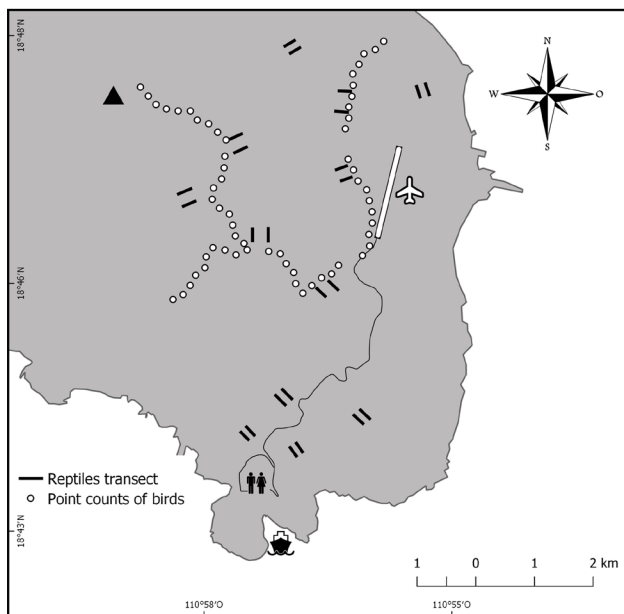 18°48'N
N
W
O
S
18°46'N
Reptiles transect
Point counts of birds
18°43'N
1 0 1 2 km
110°58'O
110°55'O